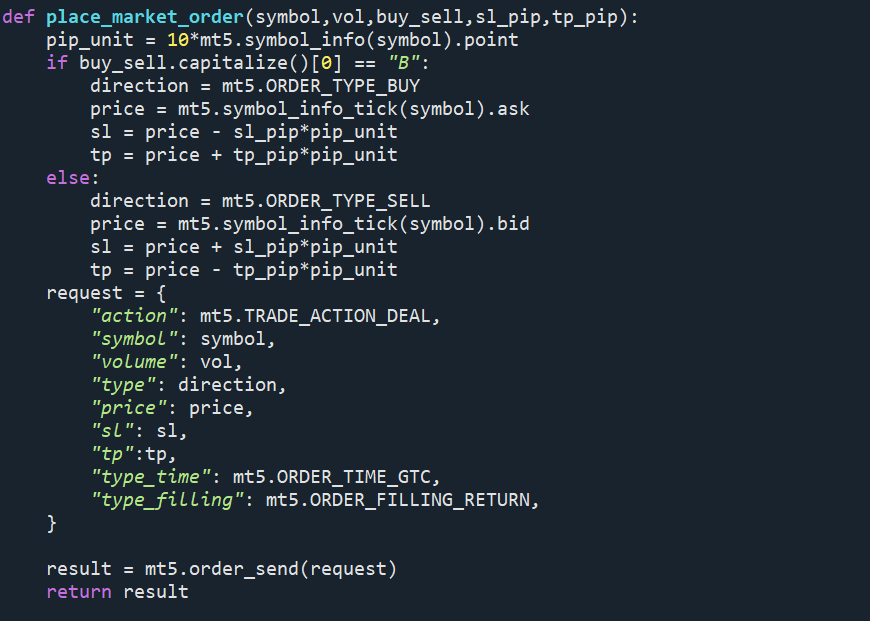 def place_market_order(symbol,vol,buy_sell,sl_pip,tp_pip):
    pip_unit = 10*mt5.symbol_info(symbol).point
    if buy_sell.capitalize()[0] == "B":
        direction = mt5.ORDER_TYPE_BUY
        price = mt5.symbol_info_tick(symbol).ask
        sl = price - sl_pip*pip_unit
        tp = price + tp_pip*pip_unit
    else:
        direction = mt5.ORDER_TYPE_SELL
        price = mt5.symbol_info_tick(symbol).bid
        sl = price + sl_pip*pip_unit
        tp = price - tp_pip*pip_unit
    request = {
        "action": mt5.TRADE_ACTION_DEAL,
        "symbol": symbol,
        "volume": vol,
        "type": direction,
        "price": price,
        "sl": sl,
        "tp":tp,
        "type_time": mt5.ORDER_TIME_GTC,
        "type_filling": mt5.ORDER_FILLING_RETURN,
    }

    result = mt5.order_send(request)
    return result